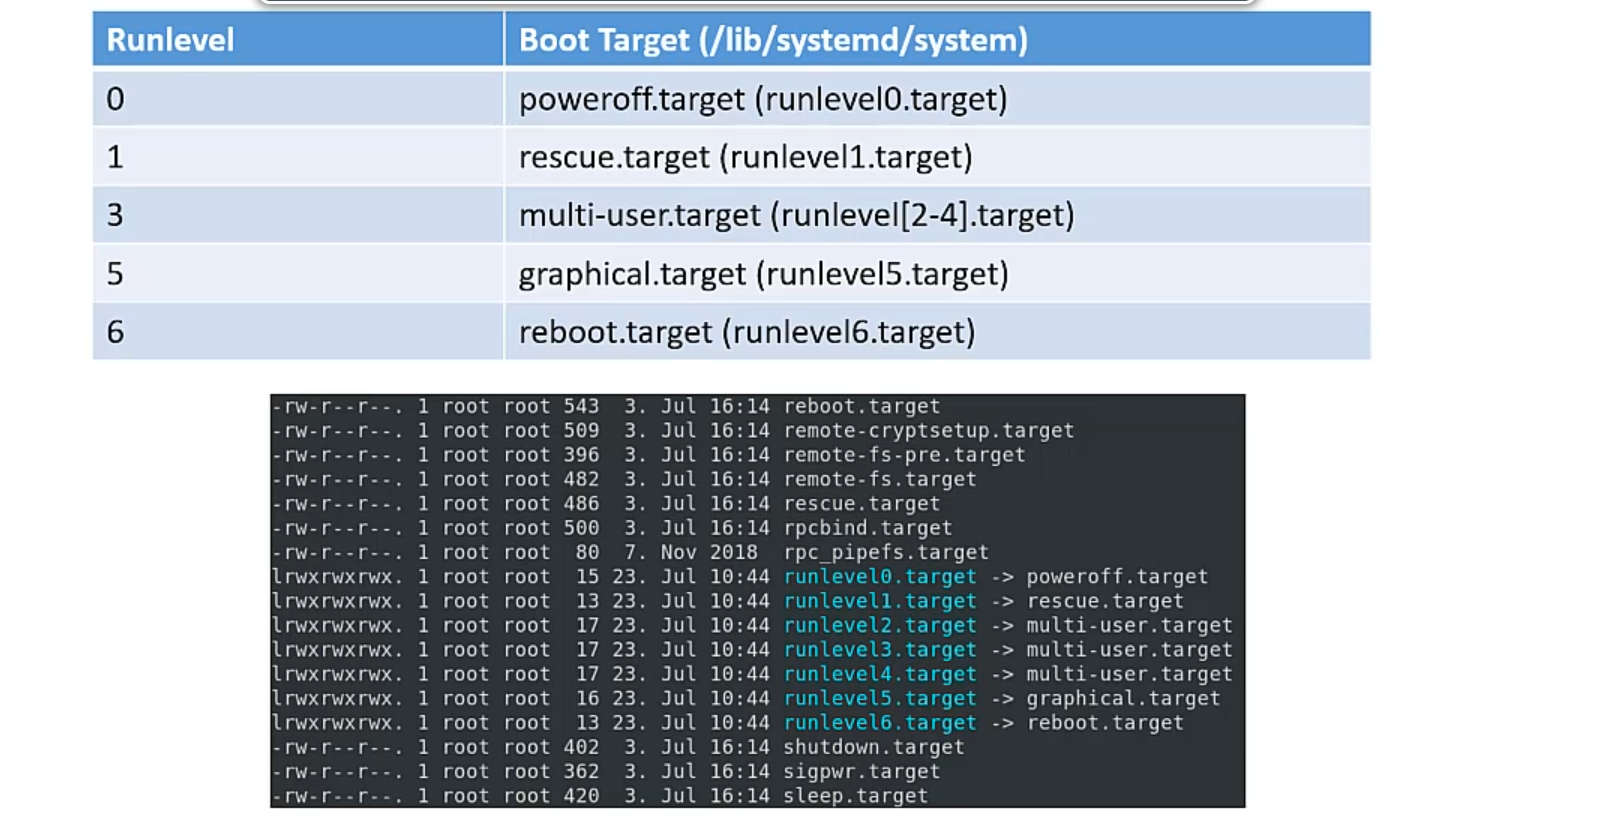 Runlevel Boot Target (/lib/systemd/system)
0 poweroff.target (runlevel0.target)
1 rescue.target (runlevel1.target)
3 multi-user.target (runlevel[2-4].target)
5 graphical.target (runlevel5.target)
6 reboot.target (runlevel6.target)
-rw-r--r--. 1 root root 543  3. Jul 16:14 reboot.target
-rw-r--r--. 1 root root 509  3. Jul 16:14 remote-cryptsetup.target
-rw-r--r--. 1 root root 396  3. Jul 16:14 remote-fs-pre.target
-rw-r--r--. 1 root root 482  3. Jul 16:14 remote-fs.target
-rw-r--r--. 1 root root 486  3. Jul 16:14 rescue.target
-rw-r--r--. 1 root root 500  3. Jul 16:14 rpcbind.target
-rw-r--r--. 1 root root  80  7. Nov 2018  rpc_pipefs.target
lrwxrwxrwx. 1 root root  15 23. Jul 10:44 runlevel0.target -> poweroff.target
lrwxrwxrwx. 1 root root  13 23. Jul 10:44 runlevel1.target -> rescue.target
lrwxrwxrwx. 1 root root  17 23. Jul 10:44 runlevel2.target -> multi-user.target
lrwxrwxrwx. 1 root root  17 23. Jul 10:44 runlevel3.target -> multi-user.target
lrwxrwxrwx. 1 root root  17 23. Jul 10:44 runlevel4.target -> multi-user.target
lrwxrwxrwx. 1 root root  16 23. Jul 10:44 runlevel5.target -> graphical.target
lrwxrwxrwx. 1 root root  13 23. Jul 10:44 runlevel6.target -> reboot.target
-rw-r--r--. 1 root root 402  3. Jul 16:14 shutdown.target
-rw-r--r--. 1 root root 362  3. Jul 16:14 sigpwr.target
-rw-r--r--. 1 root root 420  3. Jul 16:14 sleep.target